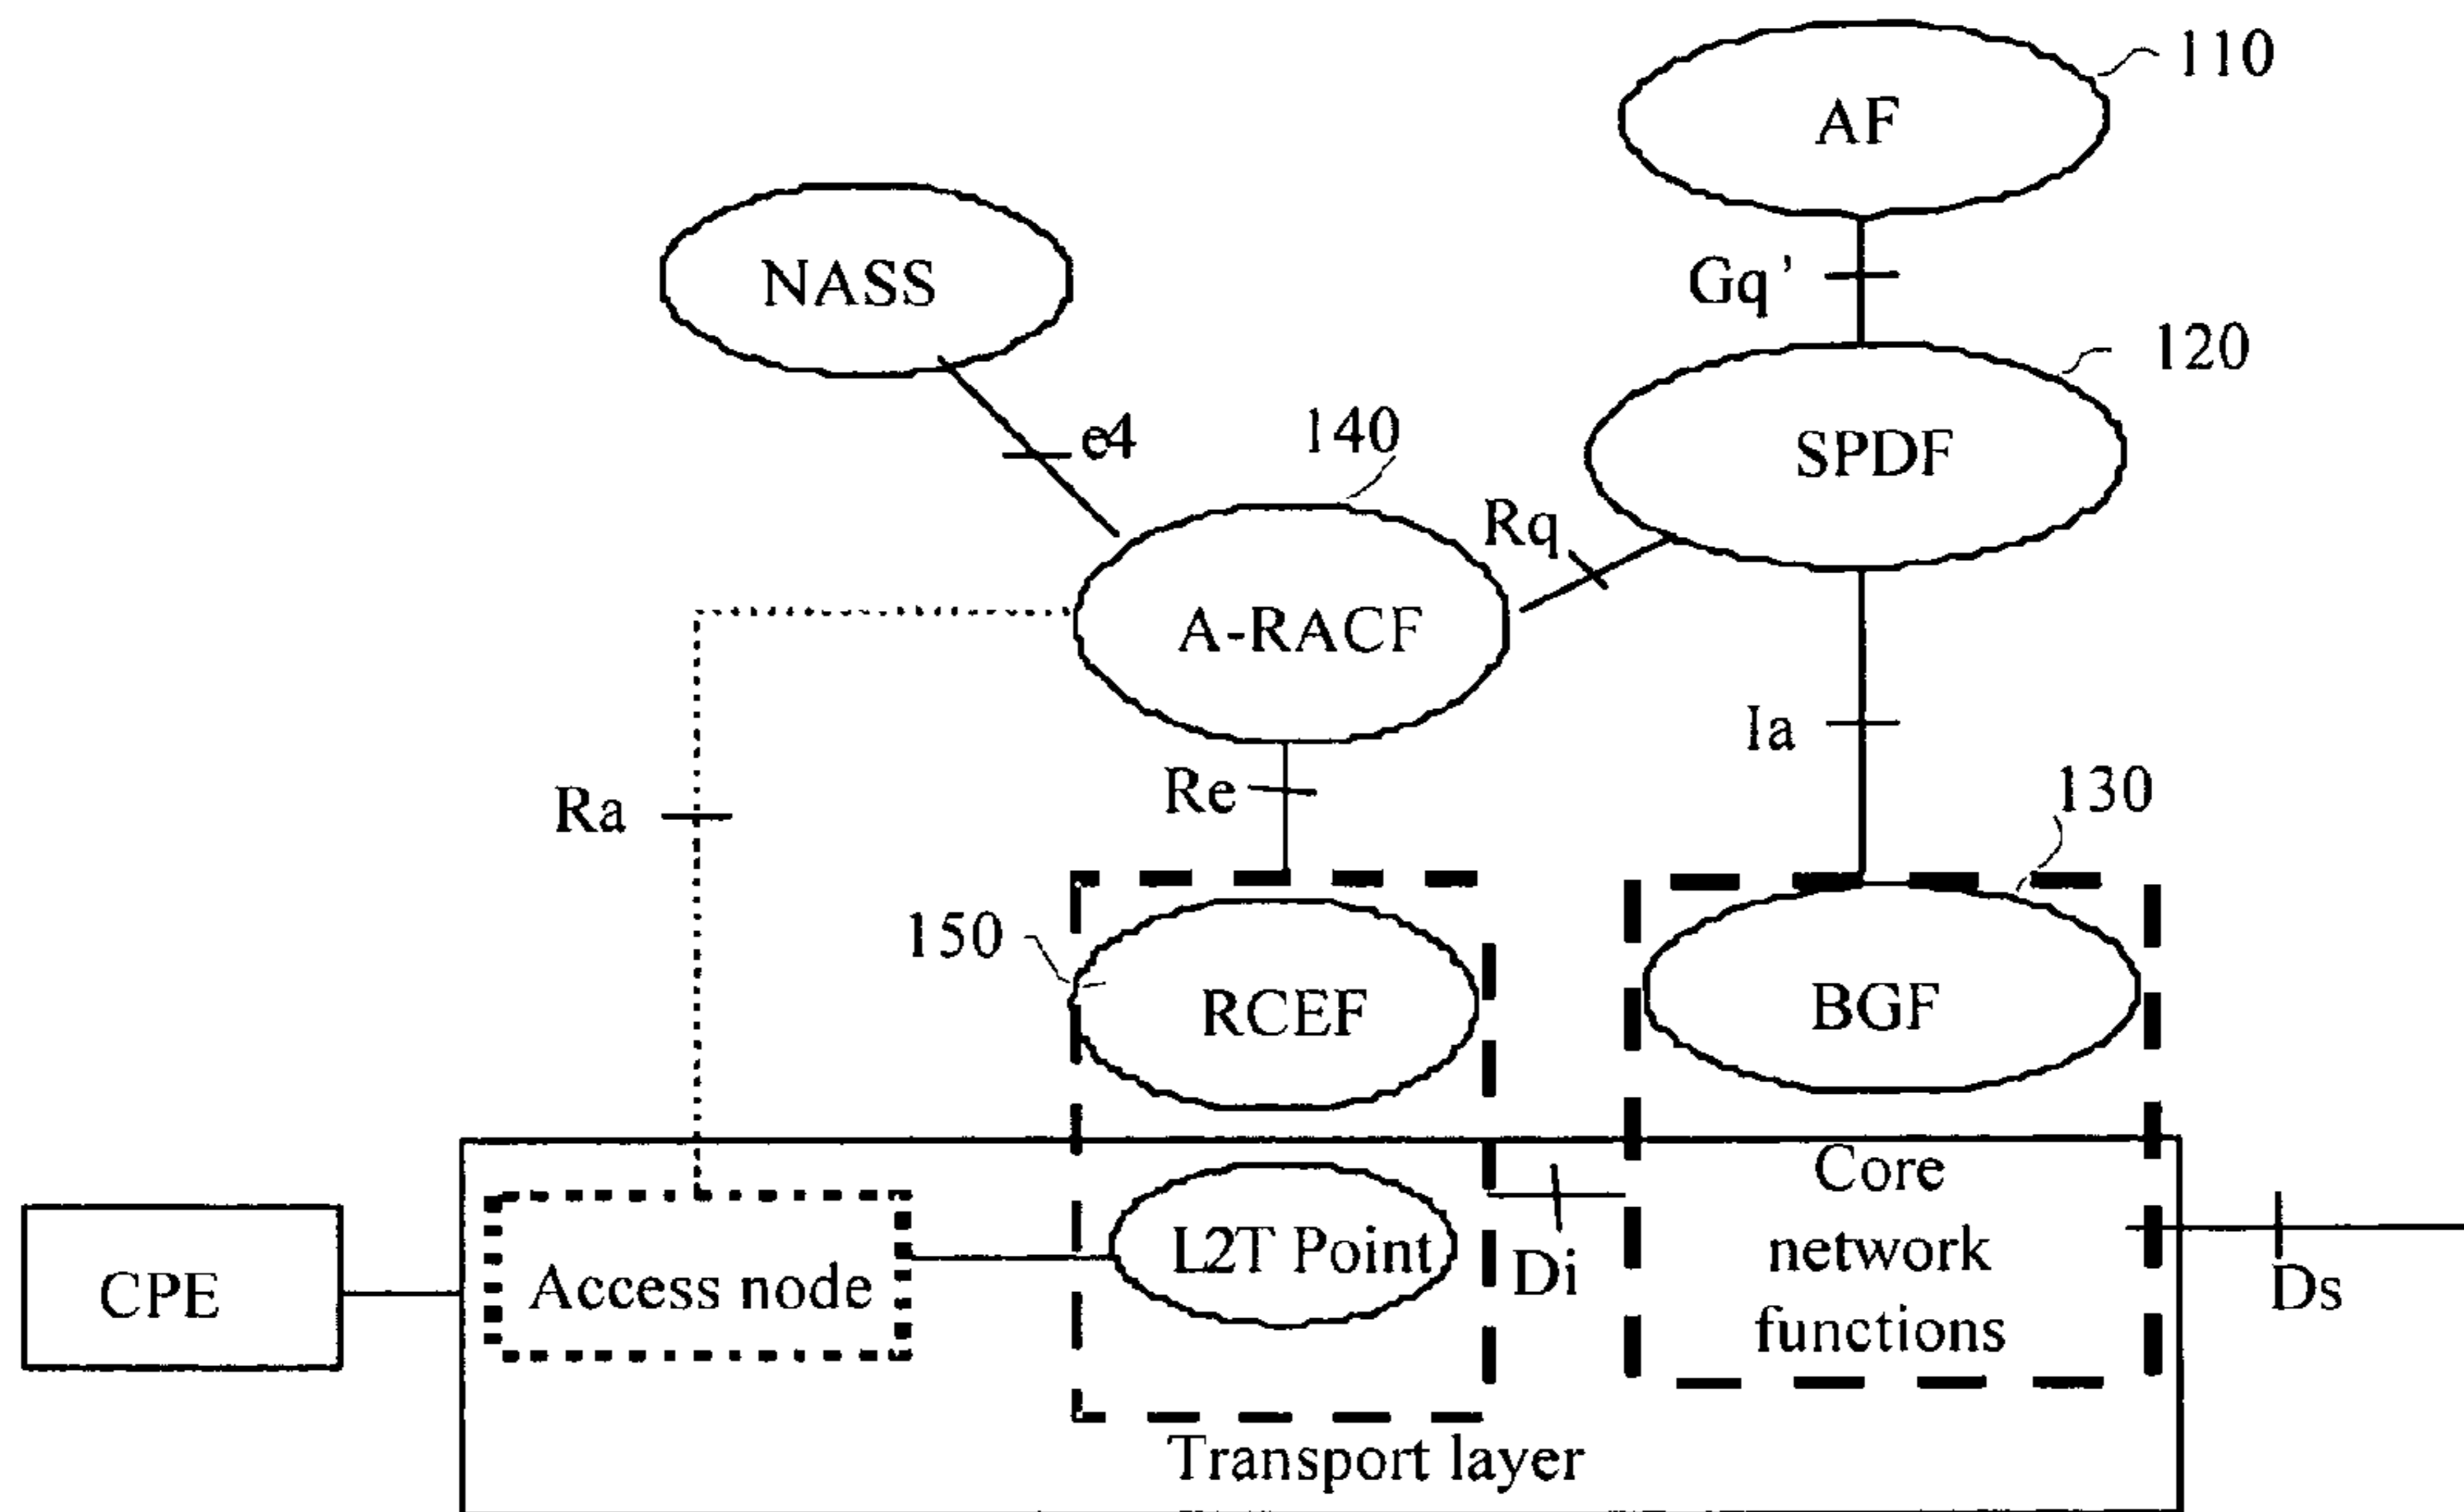 110
AF
NASS
Gq’
120
e4
140
SPDF
Rq
A-RACF
Ia
Re
130
Ra
150
RCEF
BGF
Core
network
functions
L2T Point
Di
Access node
CPE
Ds
Transport layer